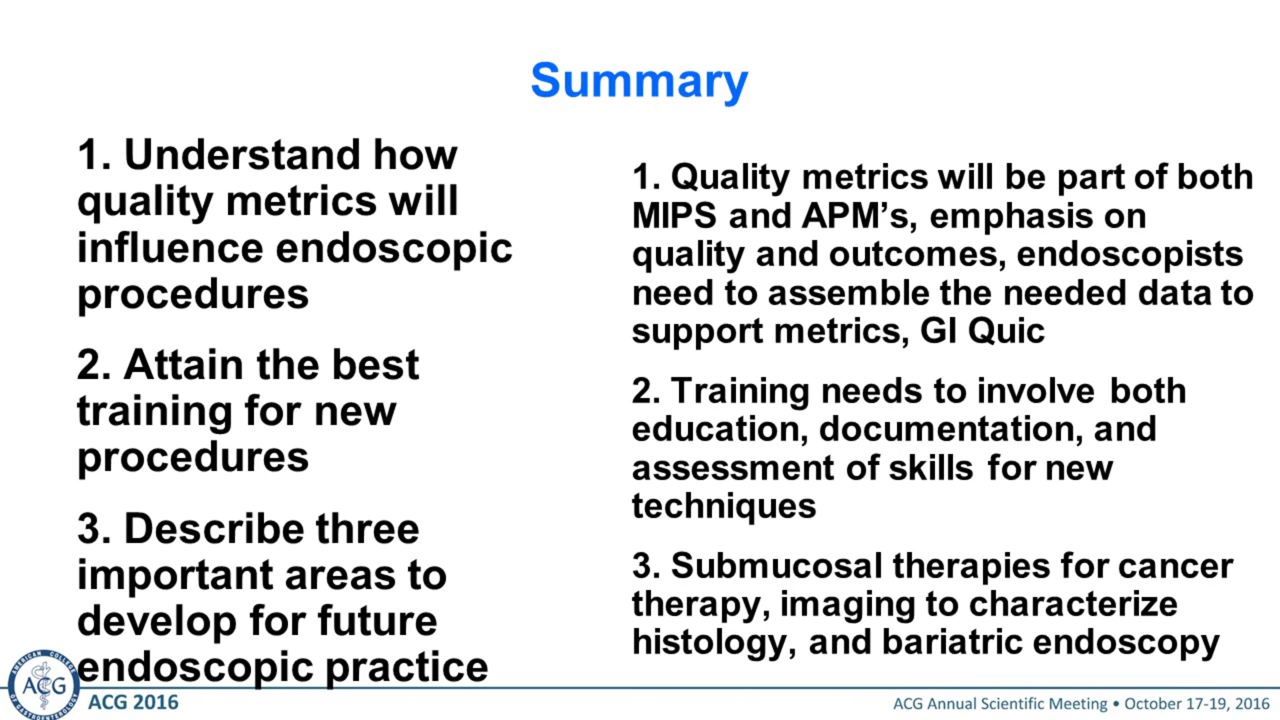 Summary
1. Understand how
quality metrics will
influence endoscopic
procedures
2. Attain the best
training for new
procedures
3. Describe three
important areas to
develop for future
endoscopic practice
1. Quality metrics will be part of both
MIPS and APM’s, emphasis on
quality and outcomes, endoscopists
need to assemble the needed data to
support metrics, GI Quic
2. Training needs to involve both
education, documentation, and
assessment of skills for new
techniques
3. Submucosal therapies for cancer
therapy, imaging to characterize
histology, and bariatric endoscopy
AMERICAN COLLEGE
OF GASTROENTEROLOGY
ACG
ACG 2016
ACG Annual Scientific Meeting • October 17-19, 2016